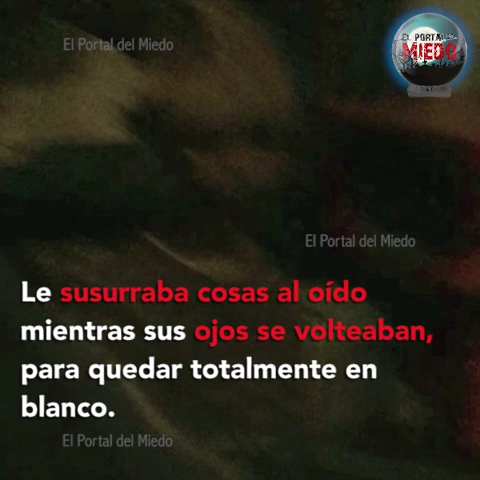 El Portal del Miedo
EL PORTAL
MIEDO
El Portal del Miedo
Le susurraba cosas al oído
mientras sus ojos se volteaban,
para quedar totalmente en
blanco.
El Portal del Miedo